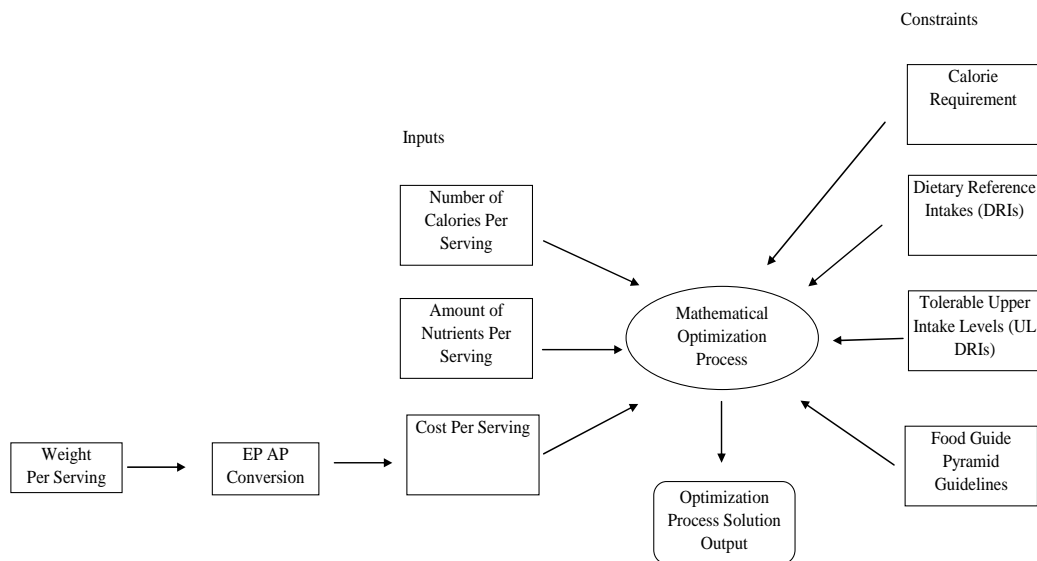 Constraints
Calorie
Requirement
Inputs
Number of
Calories Per
Serving
Dietary Reference
Intakes (DRIs)
Amount of
Nutrients Per
Serving
Mathematical
Optimization
Process
Tolerable Upper
Intake Levels (UL
DRIs)
Weight
Per Serving
EP AP
Conversion
Cost Per Serving
Food Guide
Pyramid
Guidelines
Optimization
Process Solution
Output